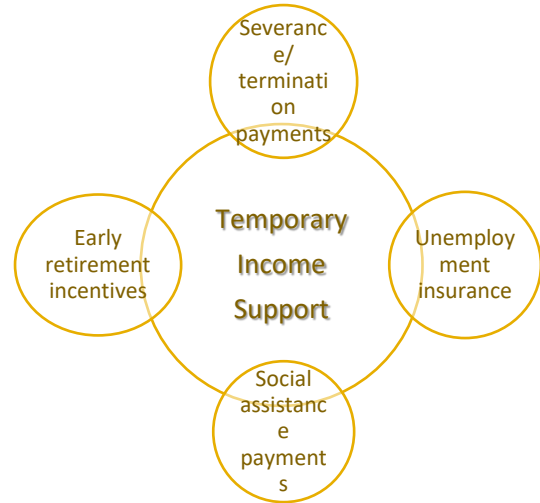 Severanc
e/
terminati
on
payments
Temporary
Income
Support
Early
retirement
incentives
Unemploy
ment
insurance
Social
assistanc
e
payment
s